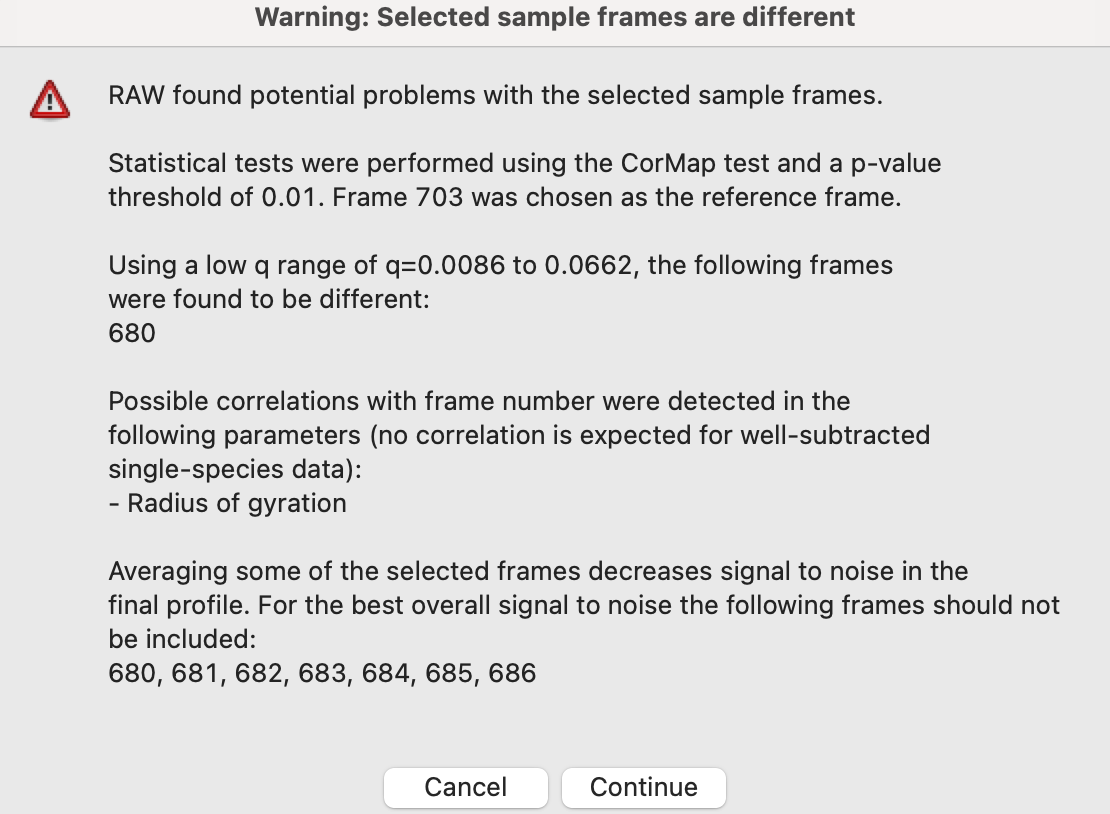 Warning: Selected sample frames are different
RAW found potential problems with the selected sample frames.
Statistical tests were performed using the CorMap test and a p-value
threshold of 0.01. Frame 703 was chosen as the reference frame.
Using a low q range of q=0.0086 to 0.0662, the following frames
were found to be different:
680
Possible correlations with frame number were detected in the
following parameters (no correlation is expected for well-subtracted
single-species data):
- Radius of gyration
Averaging some of the selected frames decreases signal to noise in the
final profile. For the best overall signal to noise the following frames should not
be included:
680, 681, 682, 683, 684, 685, 686
Cancel
Continue